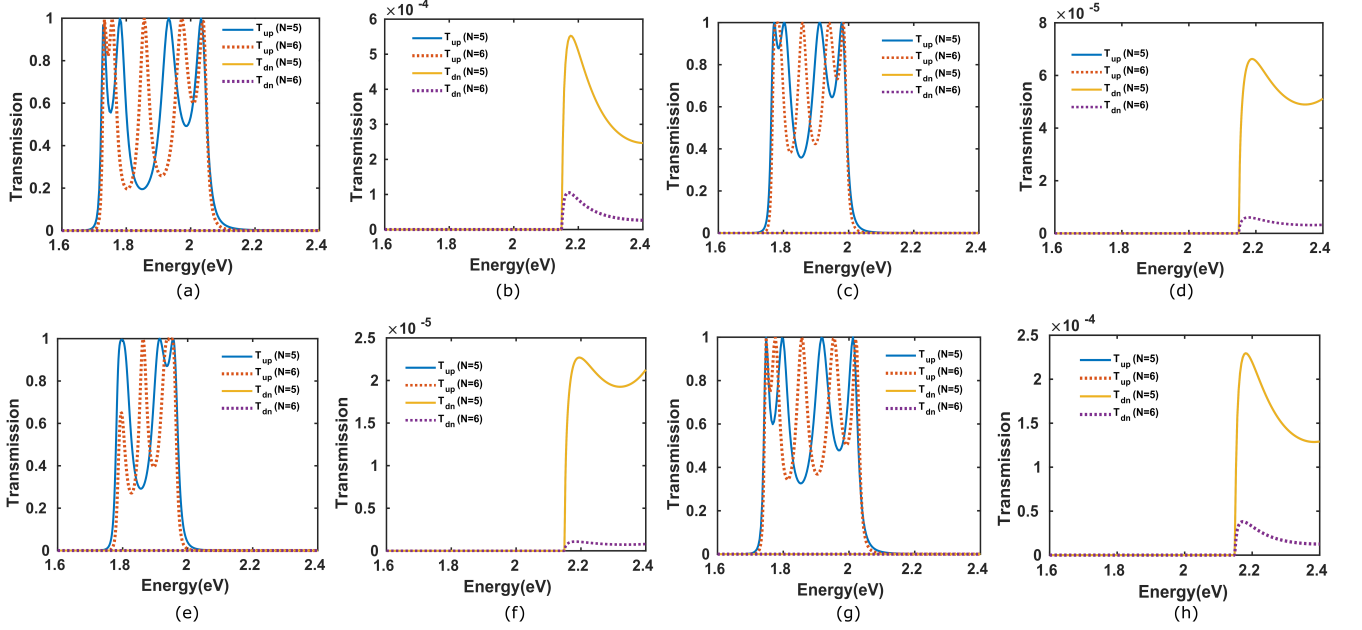 1
0.8
0.6
0.4
0.2
0
1.6
1.8
2
2.2
2.4
Transmission
Energy(eV)
T_up (N=5)
T_up (N=6)
T_dn (N=5)
T_dn (N=6)
(a)
×10 ⁻⁴
6
5
4
3
2
1
0
1.6
1.8
2
2.2
2.4
Transmission
Energy(eV)
T_up (N=5)
T_up (N=6)
T_dn (N=5)
T_dn (N=6)
(b)
1
0.8
0.6
0.4
0.2
0
1.6
1.8
2
2.2
2.4
Transmission
Energy(eV)
T_up (N=5)
T_up (N=6)
T_dn (N=5)
T_dn (N=6)
(c)
×10 ⁻⁵
8
6
4
2
0
1.6
1.8
2
2.2
2.4
Transmission
Energy(eV)
T_up (N=5)
T_up (N=6)
T_dn (N=5)
T_dn (N=6)
(d)
1
0.8
0.6
0.4
0.2
0
1.6
1.8
2
2.2
2.4
Transmission
Energy(eV)
T_up (N=5)
T_up (N=6)
T_dn (N=5)
T_dn (N=6)
(e)
×10 ⁻⁵
2.5
2
1.5
1
0.5
0
1.6
1.8
2
2.2
2.4
Transmission
Energy(eV)
T_up (N=5)
T_up (N=6)
T_dn (N=5)
T_dn (N=6)
(f)
1
0.8
0.6
0.4
0.2
0
1.6
1.8
2
2.2
2.4
Transmission
Energy(eV)
T_up (N=5)
T_up (N=6)
T_dn (N=5)
T_dn (N=6)
(g)
×10 ⁻⁴
2.5
2
1.5
1
0.5
0
1.6
1.8
2
2.2
2.4
Transmission
Energy(eV)
T_up (N=5)
T_up (N=6)
T_dn (N=5)
T_dn (N=6)
(h)